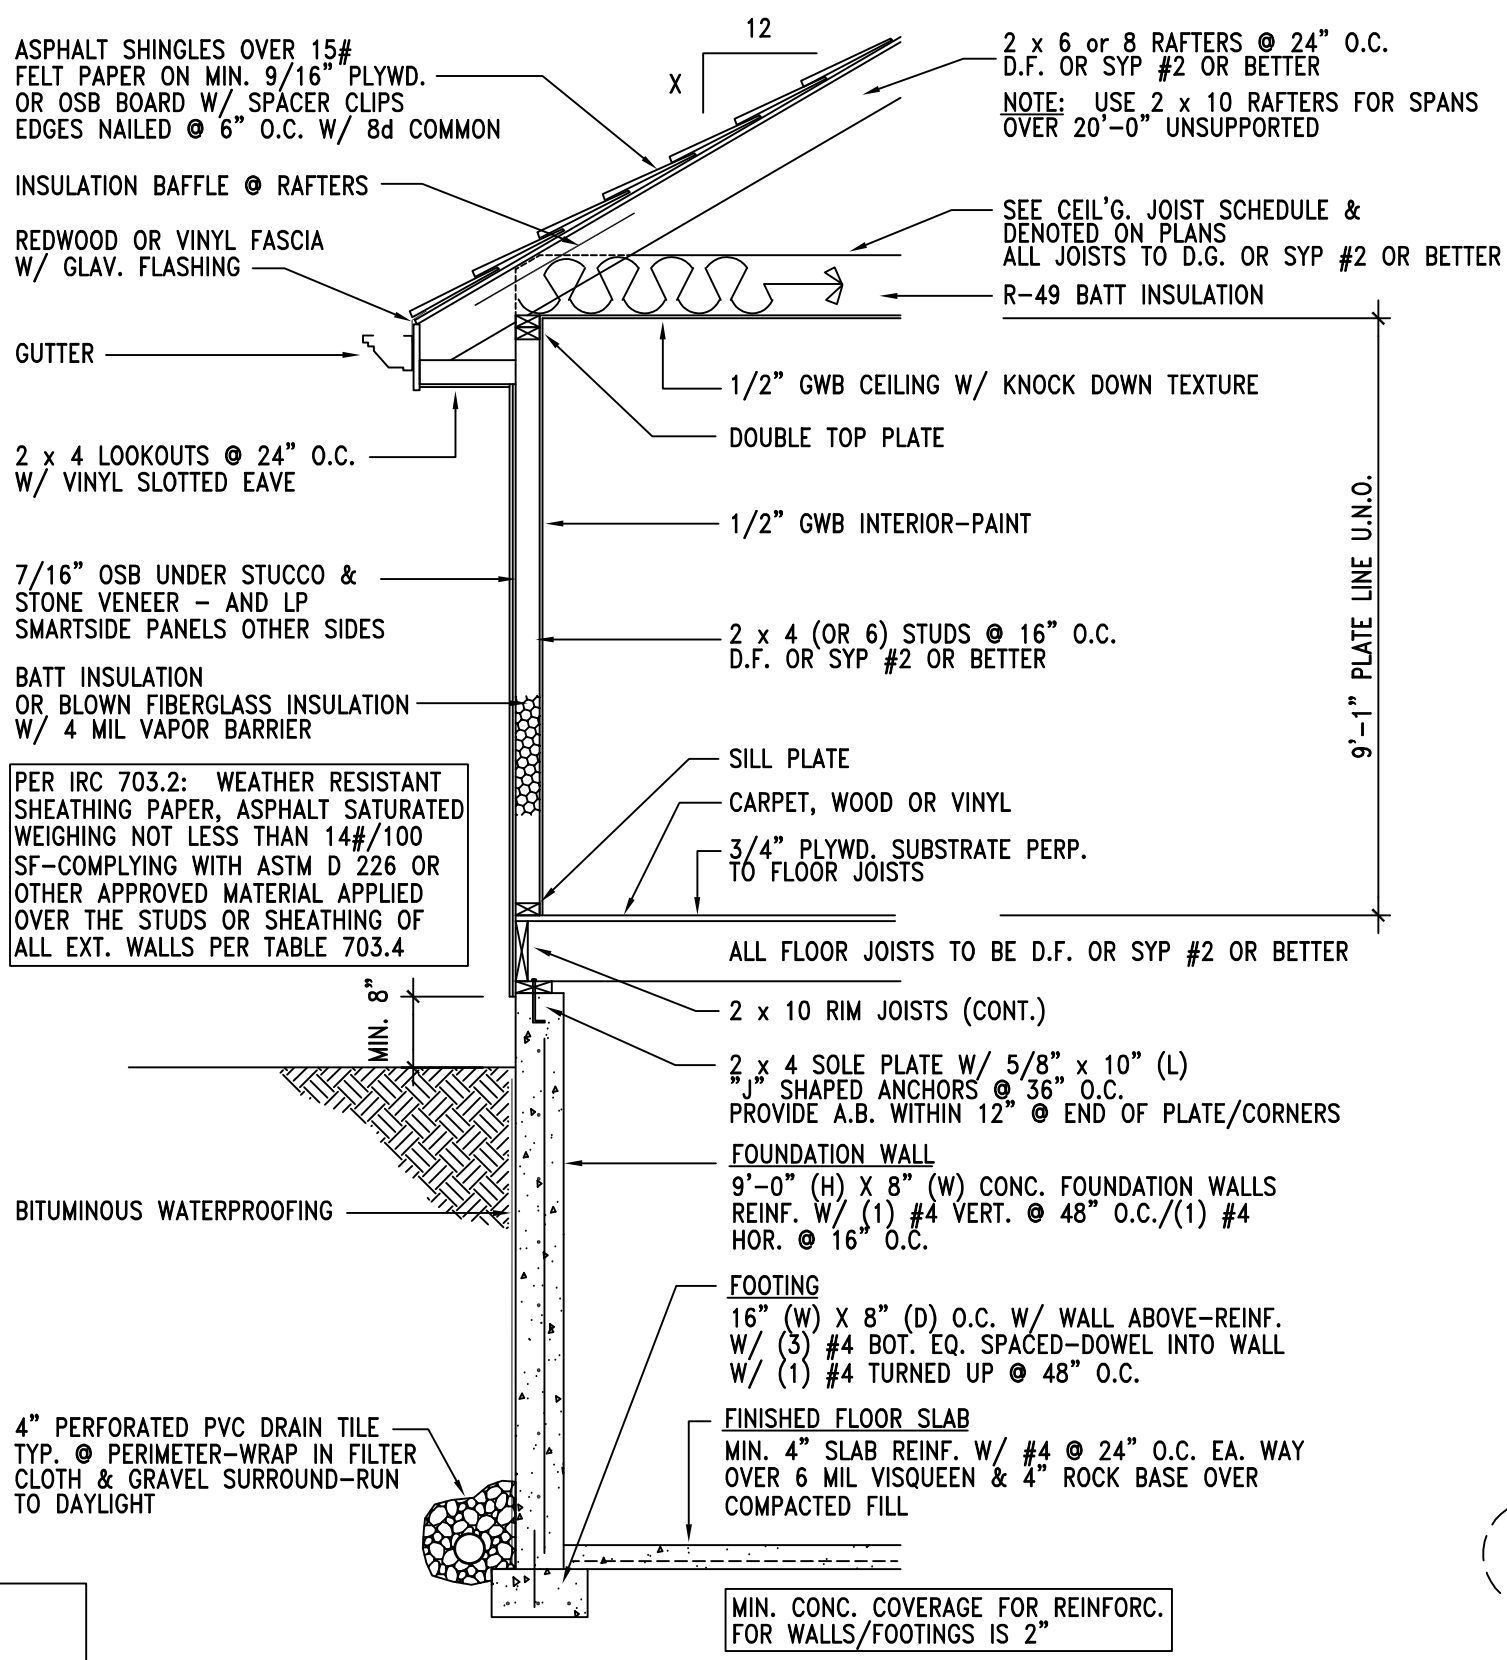 12
X
ASPHALT SHINGLES OVER 15#
FELT PAPER ON MIN. 9/16" PLYWD.
OR OSB BOARD W/ SPACER CLIPS
EDGES NAILED @ 6" O.C. W/ 8d COMMON
INSULATION BAFFLE @ RAFTERS
REDWOOD OR VINYL FASCIA
W/ GLAV. FLASHING
GUTTER
2 x 4 LOOKOUTS @ 24" O.C.
W/ VINYL SLOTTED EAVE
7/16" OSB UNDER STUCCO &
STONE VENEER - AND LP
SMARTSIDE PANELS OTHER SIDES
BATT INSULATION
OR BLOWN FIBERGLASS INSULATION
W/ 4 MIL VAPOR BARRIER
PER IRC 703.2: WEATHER RESISTANT
SHEATHING PAPER, ASPHALT SATURATED
WEIGHING NOT LESS THAN 14#/100
SF-COMPLYING WITH ASTM D 226 OR
OTHER APPROVED MATERIAL APPLIED
OVER THE STUDS OR SHEATHING OF
ALL EXT. WALLS PER TABLE 703.4
MIN. 8"
BITUMINOUS WATERPROOFING
4" PERFORATED PVC DRAIN TILE
TYP. @ PERIMETER-WRAP IN FILTER
CLOTH & GRAVEL SURROUND-RUN
TO DAYLIGHT
2 x 6 or 8 RAFTERS @ 24" O.C.
D.F. OR SYP #2 OR BETTER
NOTE: USE 2 x 10 RAFTERS FOR SPANS
OVER 20'-0" UNSUPPORTED
SEE CEIL'G. JOIST SCHEDULE &
DENOTED ON PLANS
ALL JOISTS TO D.G. OR SYP #2 OR BETTER
R-49 BATT INSULATION
1/2" GWB CEILING W/ KNOCK DOWN TEXTURE
DOUBLE TOP PLATE
1/2" GWB INTERIOR-PAINT
2 x 4 (OR 6) STUDS @ 16" O.C.
D.F. OR SYP #2 OR BETTER
9'-1" PLATE LINE U.N.O.
SILL PLATE
CARPET, WOOD OR VINYL
3/4" PLYWD. SUBSTRATE PERP.
TO FLOOR JOISTS
ALL FLOOR JOISTS TO BE D.F. OR SYP #2 OR BETTER
2 x 10 RIM JOISTS (CONT.)
2 x 4 SOLE PLATE W/ 5/8" x 10" (L)
"J" SHAPED ANCHORS @ 36" O.C.
PROVIDE A.B. WITHIN 12" @ END OF PLATE/CORNERS
FOUNDATION WALL
9'-0" (H) X 8" (W) CONC. FOUNDATION WALLS
REINF. W/ (1) #4 VERT. @ 48" O.C./(1) #4
HOR. @ 16" O.C.
FOOTING
16" (W) X 8" (D) O.C. W/ WALL ABOVE-REINF.
W/ (3) #4 BOT. EQ. SPACED-DOWEL INTO WALL
W/ (1) #4 TURNED UP @ 48" O.C.
FINISHED FLOOR SLAB
MIN. 4" SLAB REINF. W/ #4 @ 24" O.C. EA. WAY
OVER 6 MIL VISQUEEN & 4" ROCK BASE OVER
COMPACTED FILL
MIN. CONC. COVERAGE FOR REINFORC.
FOR WALLS/FOOTINGS IS 2"